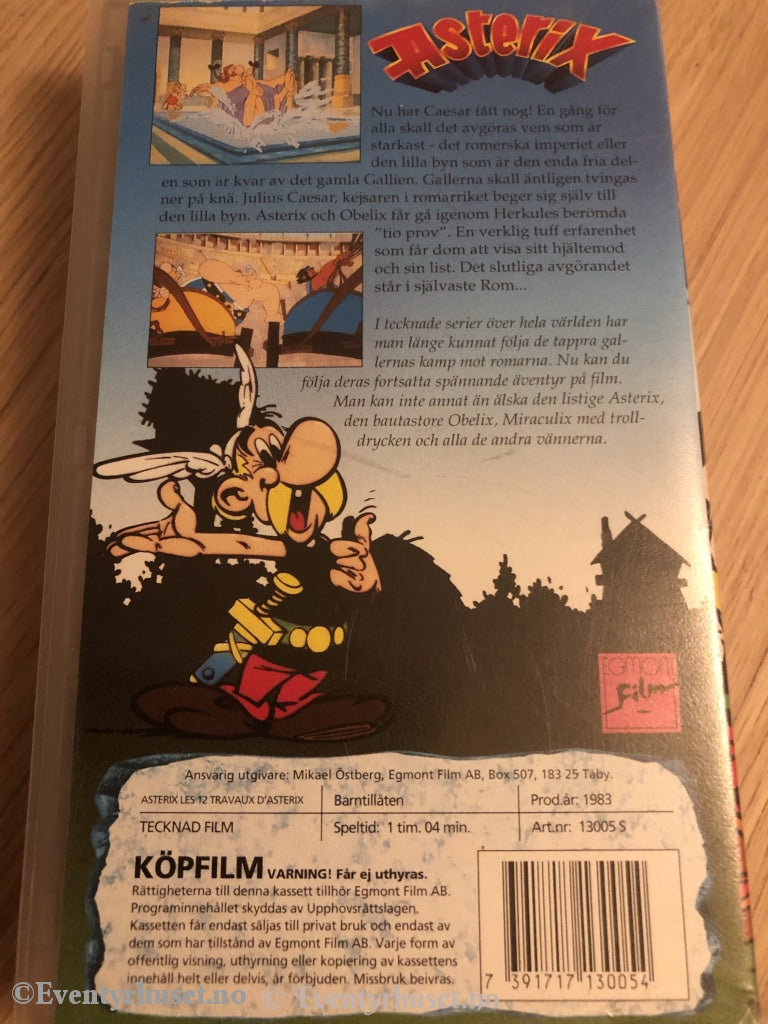 Asterix
Nu har Caesar fått nog! En gång för
alla skall det avgöras vem som är
starkast - det romerska imperiet eller
den lilla byn som är den enda fria del-
en som är kvar av det gamla Gallien. Gallerna skall äntligen tvingas
ner på knä. Julius Caesar, kejsaren i romarriket beger sig själv till
den lilla byn. Asterix och Obelix får gå igenom Herkules berömda
"tio prov". En verklig tuff erfarenhet
som får dom att visa sitt hjältemod
och sin list. Det slutliga avgörandet
står i självaste Rom...
I tecknade serier över hela världen har
man länge kunnat följa de tappra gal-
lernas kamp mot romarna. Nu kan du
följa deras fortsatta spännande äventyr på film.
Man kan inte annat än älska den listige Asterix,
den bautastore Obelix, Miraculix med troll-
drycken och alla de andra vännerna.
EGMONT
Film
Ansvarig utgivare: Mikael Östberg, Egmont Film AB, Box 507, 183 25 Täby.
ASTERIX LES 12 TRAVAUX D'ASTERIX Barntillåten Prod.år: 1983
TECKNAD FILM Speltid: 1 tim. 04 min. Art.nr: 13005 S
KÖPFILM VARNING! Får ej uthyras.
Rättigheterna till denna kassett tillhör Egmont Film AB.
Programinnehållet skyddas av Upphovsrättslagen.
Kassetten får endast säljas till privat bruk och endast av
dem som har tillstånd av Egmont Film AB. Varje form av
offentlig visning, uthyrning eller kopiering av kassettens
innehåll helt eller delvis, är förbjuden. Missbruk beivras.
7 391717 130054
©Eventyrhuset.no © Eventyrhuset.no